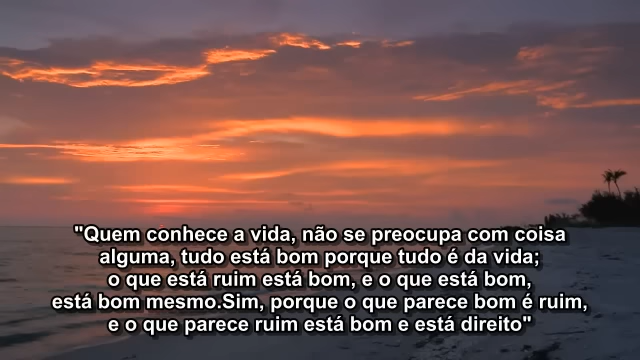 "Quem conhece a vida, não se preocupa com coisa
alguma, tudo está bom porque tudo é da vida;
o que está ruim está bom, e o que está bom,
está bom mesmo.Sim, porque o que parece bom é ruim,
e o que parece ruim está bom e está direito"